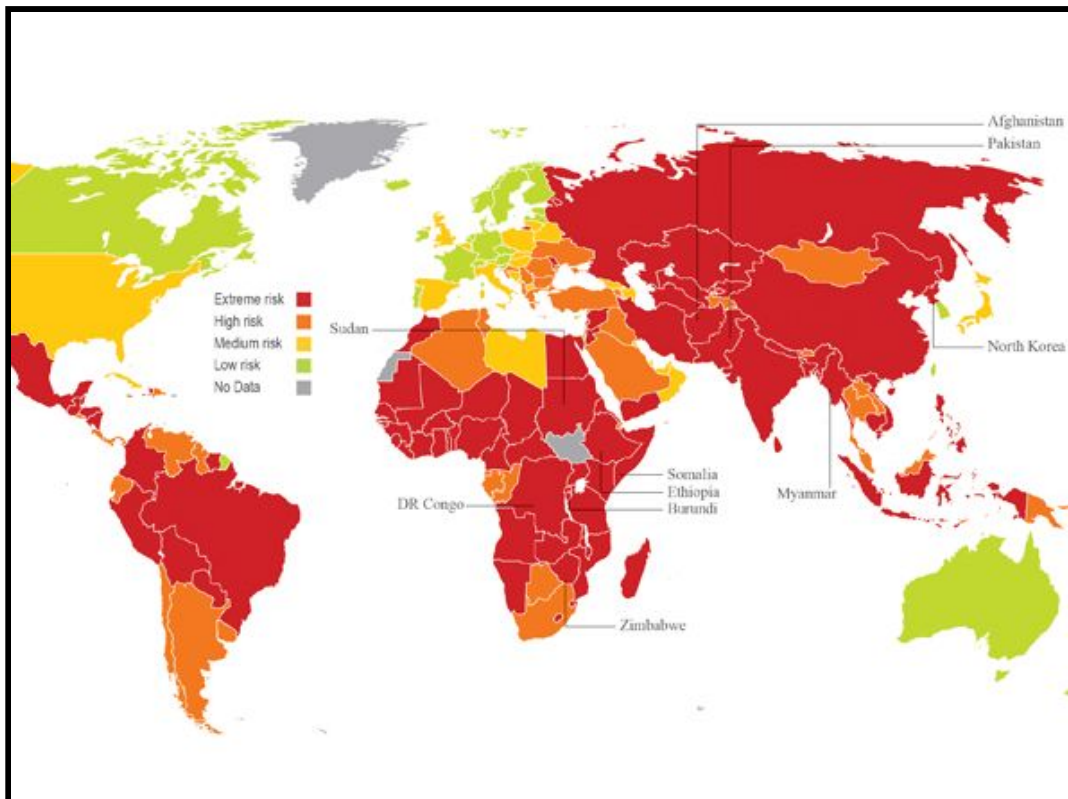 Afghanistan
Pakistan
Extreme risk
High risk
Medium risk
Low risk
No Data
Sudan
North Korea
Somalia
Ethiopia
Burundi
DR Congo
Myanmar
Zimbabwe